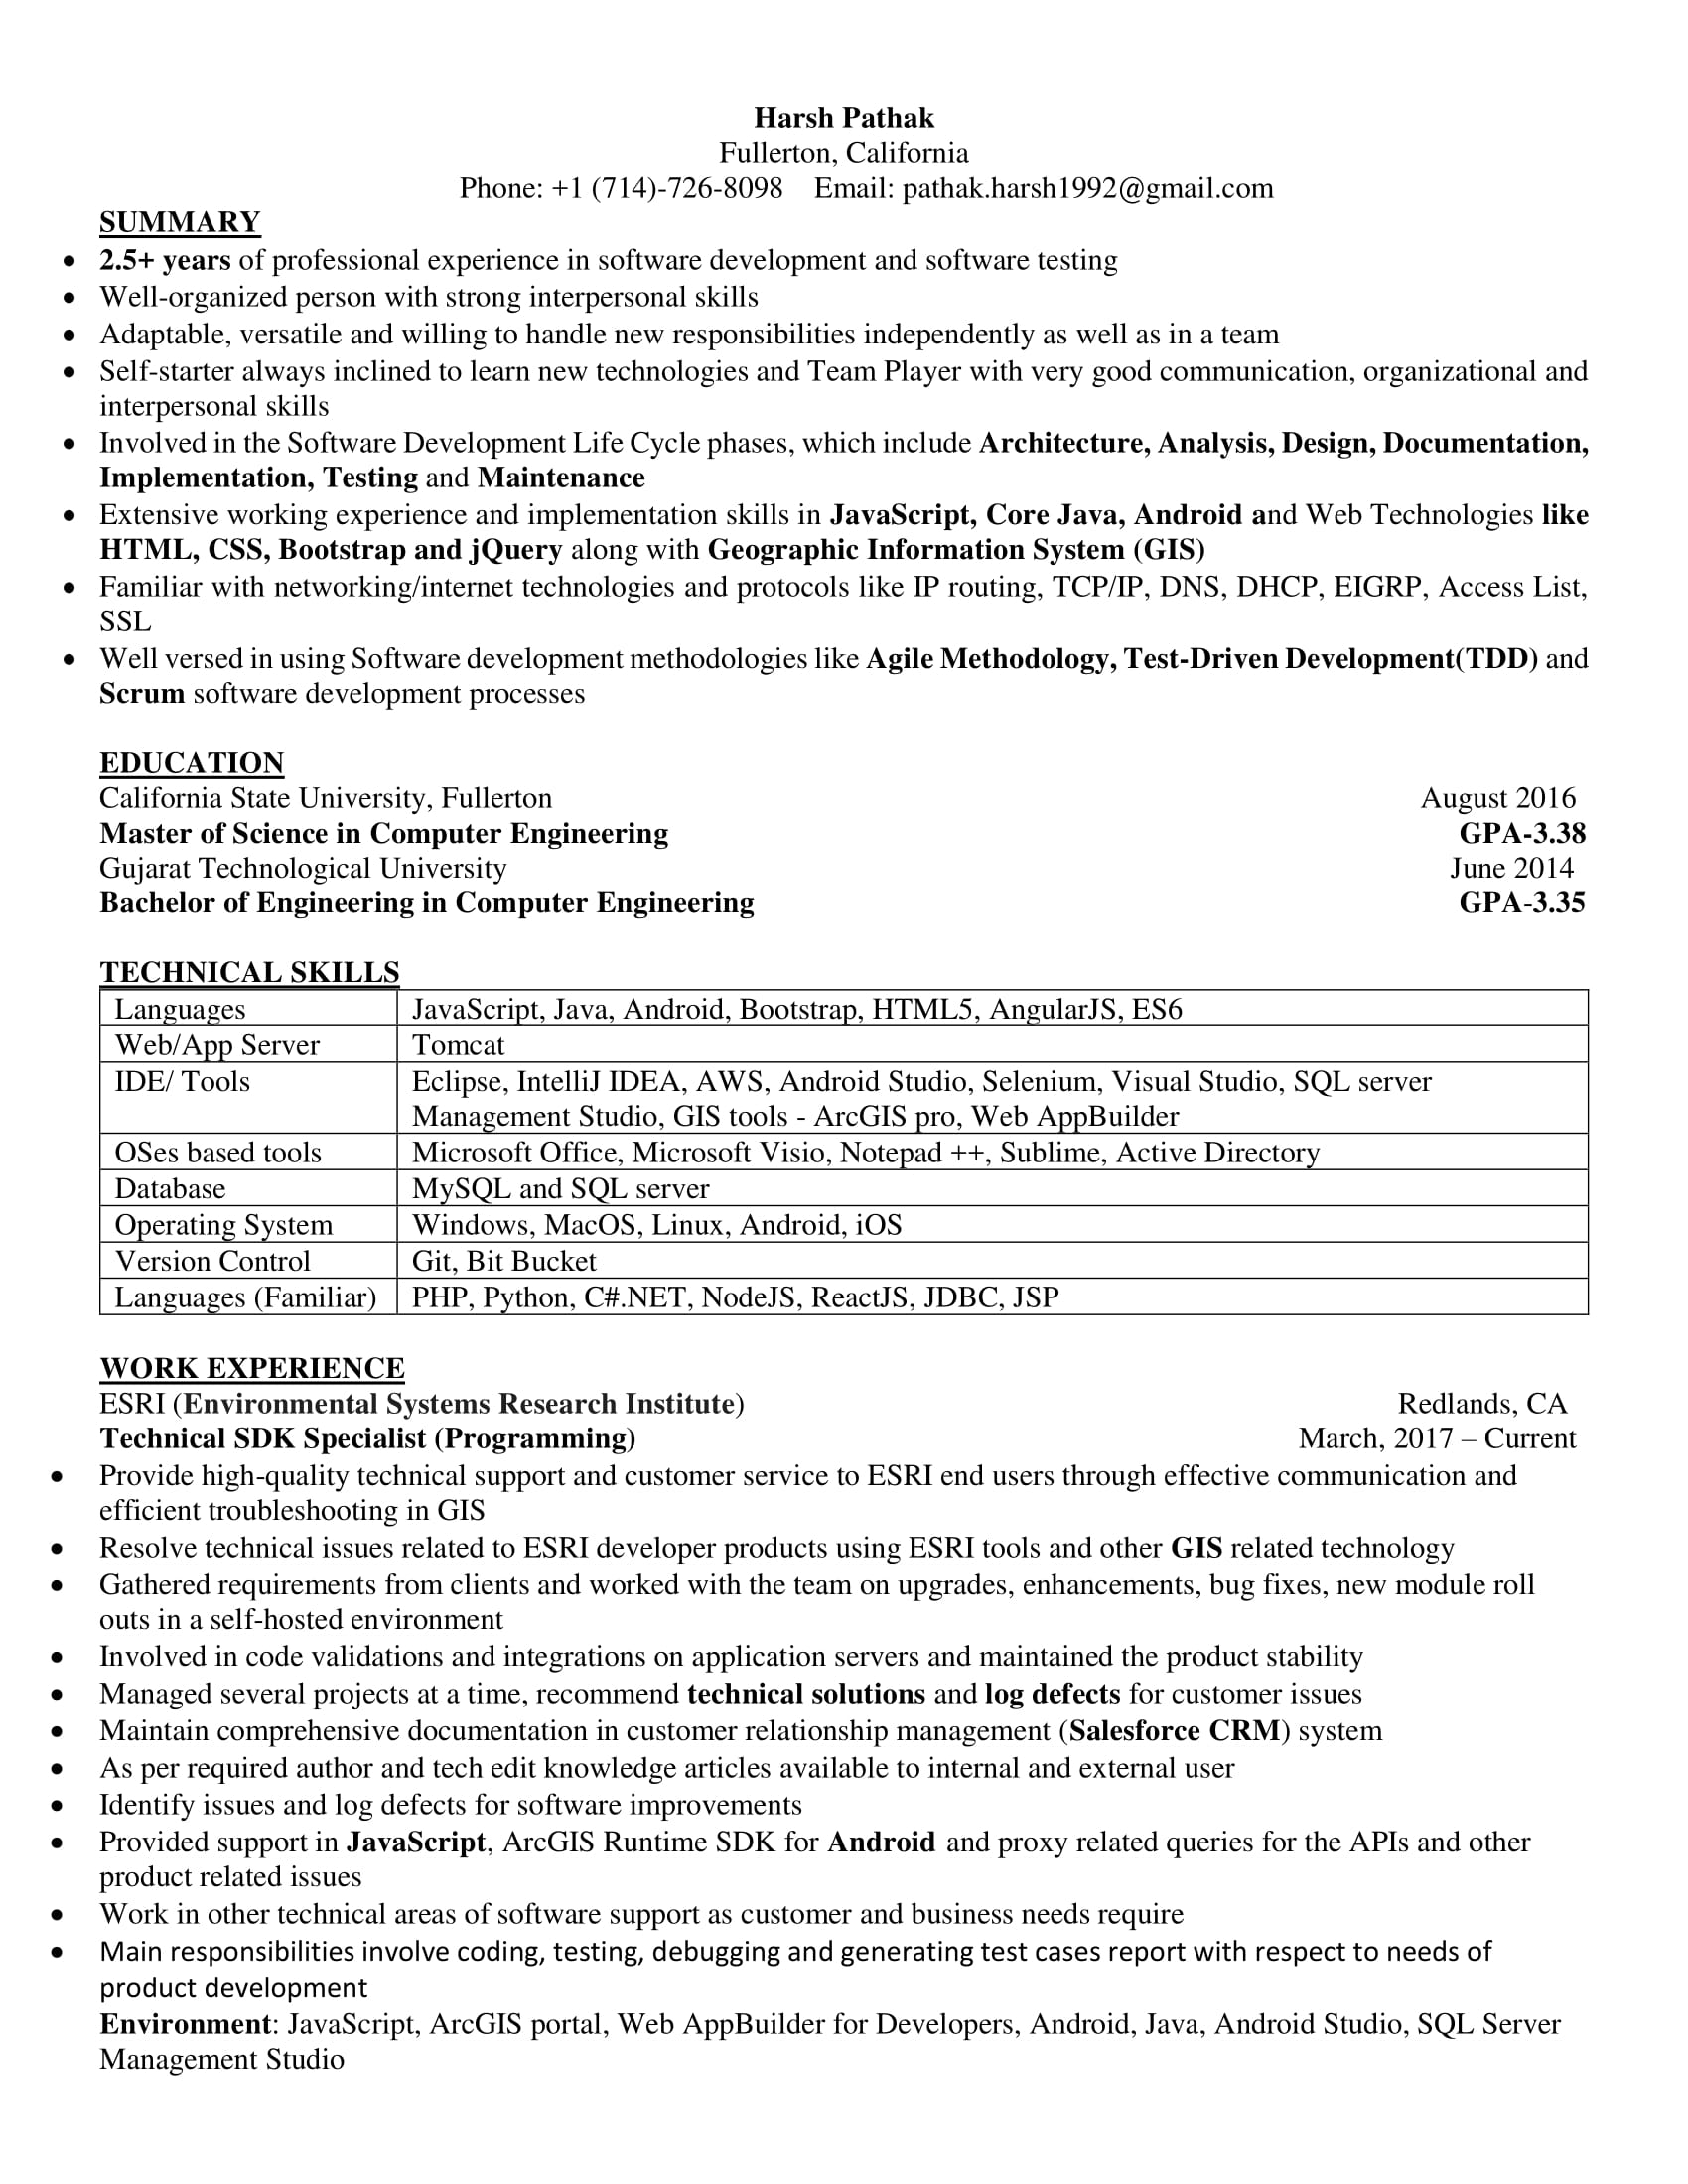 Harsh Pathak
Fullerton, California
Phone: +1 (714)-726-8098 Email: pathak.harsh1992@gmail.com
SUMMARY
• 2.5+ years of professional experience in software development and software testing
• Well-organized person with strong interpersonal skills
• Adaptable, versatile and willing to handle new responsibilities independently as well as in a team
• Self-starter always inclined to learn new technologies and Team Player with very good communication, organizational and
interpersonal skills
• Involved in the Software Development Life Cycle phases, which include Architecture, Analysis, Design, Documentation,
Implementation, Testing and Maintenance
• Extensive working experience and implementation skills in JavaScript, Core Java, Android and Web Technologies like
HTML, CSS, Bootstrap and jQuery along with Geographic Information System (GIS)
• Familiar with networking/internet technologies and protocols like IP routing, TCP/IP, DNS, DHCP, EIGRP, Access List,
SSL
• Well versed in using Software development methodologies like Agile Methodology, Test-Driven Development(TDD) and
Scrum software development processes
EDUCATION
California State University, Fullerton August 2016
Master of Science in Computer Engineering GPA-3.38
Gujarat Technological University June 2014
Bachelor of Engineering in Computer Engineering GPA-3.35
TECHNICAL SKILLS
Languages JavaScript, Java, Android, Bootstrap, HTML5, AngularJS, ES6
Web/App Server Tomcat
IDE/ Tools Eclipse, IntelliJ IDEA, AWS, Android Studio, Selenium, Visual Studio, SQL server
Management Studio, GIS tools - ArcGIS pro, Web AppBuilder
OSes based tools Microsoft Office, Microsoft Visio, Notepad ++, Sublime, Active Directory
Database MySQL and SQL server
Operating System Windows, MacOS, Linux, Android, iOS
Version Control Git, Bit Bucket
Languages (Familiar) PHP, Python, C#.NET, NodeJS, ReactJS, JDBC, JSP
WORK EXPERIENCE
ESRI (Environmental Systems Research Institute) Redlands, CA
Technical SDK Specialist (Programming) March, 2017 – Current
• Provide high-quality technical support and customer service to ESRI end users through effective communication and
efficient troubleshooting in GIS
• Resolve technical issues related to ESRI developer products using ESRI tools and other GIS related technology
• Gathered requirements from clients and worked with the team on upgrades, enhancements, bug fixes, new module roll
outs in a self-hosted environment
• Involved in code validations and integrations on application servers and maintained the product stability
• Managed several projects at a time, recommend technical solutions and log defects for customer issues
• Maintain comprehensive documentation in customer relationship management (Salesforce CRM) system
• As per required author and tech edit knowledge articles available to internal and external user
• Identify issues and log defects for software improvements
• Provided support in JavaScript, ArcGIS Runtime SDK for Android and proxy related queries for the APIs and other
product related issues
• Work in other technical areas of software support as customer and business needs require
• Main responsibilities involve coding, testing, debugging and generating test cases report with respect to needs of
product development
Environment: JavaScript, ArcGIS portal, Web AppBuilder for Developers, Android, Java, Android Studio, SQL Server
Management Studio